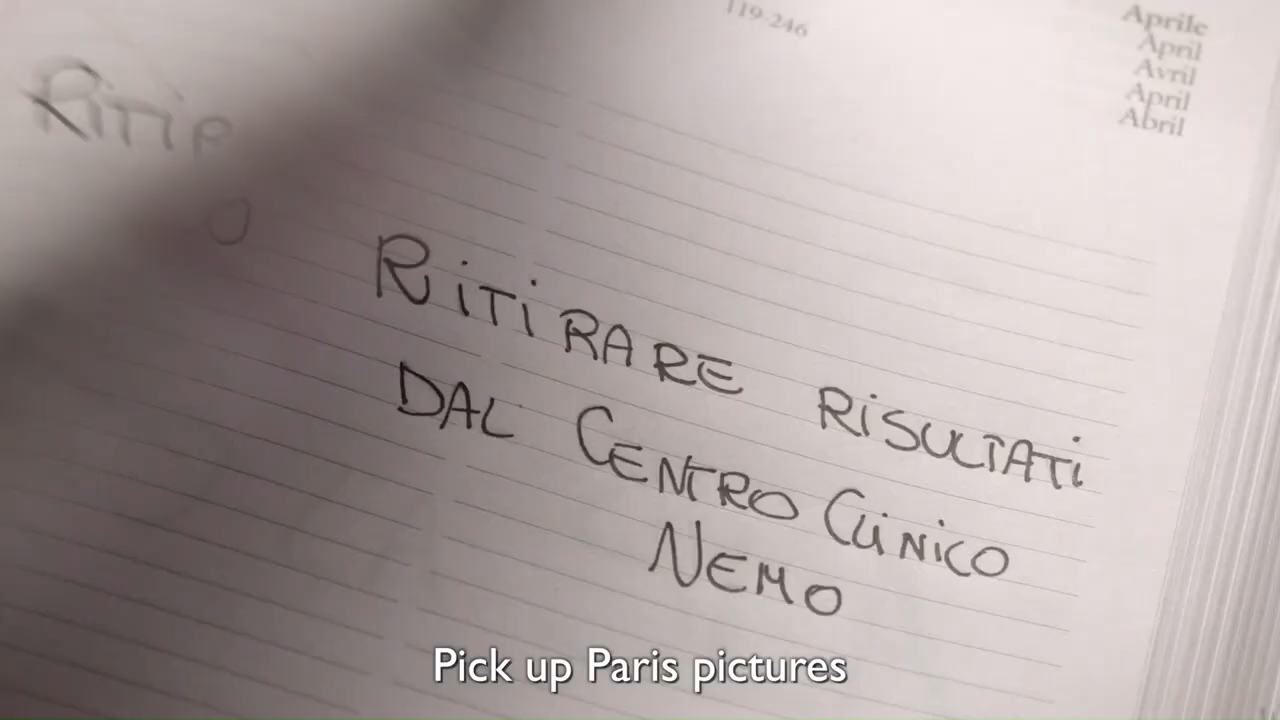 119-246
Aprile
April
Avril
April
Abril
RITIRARE RISULTATI
DAL CENTRO CLINICO
NEMO
Pick up Paris pictures